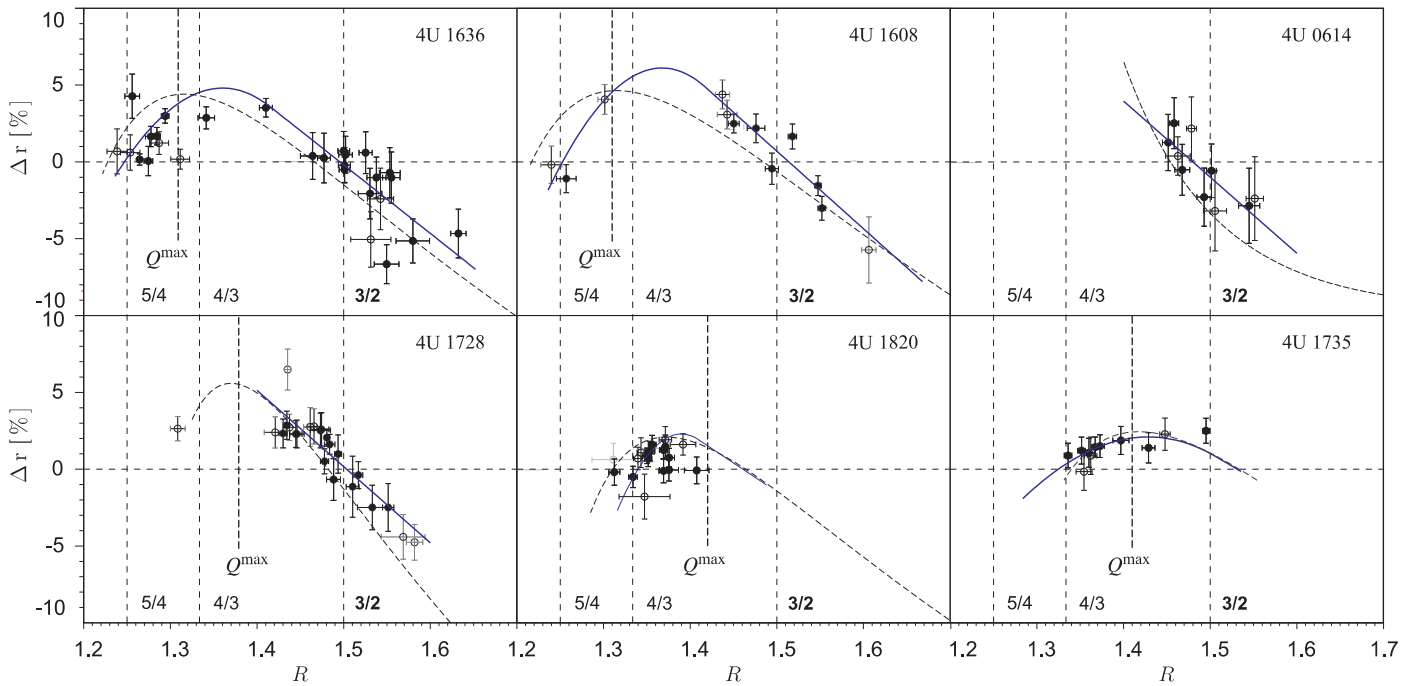 10
5
0
-5
-10
Δ r [%]
4U 1636
Q^max
5/4
4/3
3/2
4U 1608
Q^max
5/4
4/3
3/2
4U 0614
5/4
4/3
3/2
10
5
0
-5
-10
Δ r [%]
4U 1728
Q^max
5/4
4/3
3/2
4U 1820
Q^max
5/4
4/3
3/2
4U 1735
Q^max
5/4
4/3
3/2
1.2 1.3 1.4 1.5 1.6 1.2 1.3 1.4 1.5 1.6 1.2 1.3 1.4 1.5 1.6 1.7
R R R